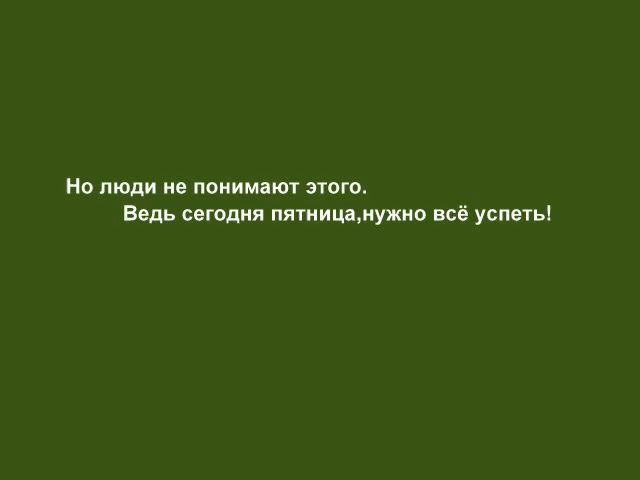 Но люди не понимают этого.
Ведь сегодня пятница,нужно всё успеть!